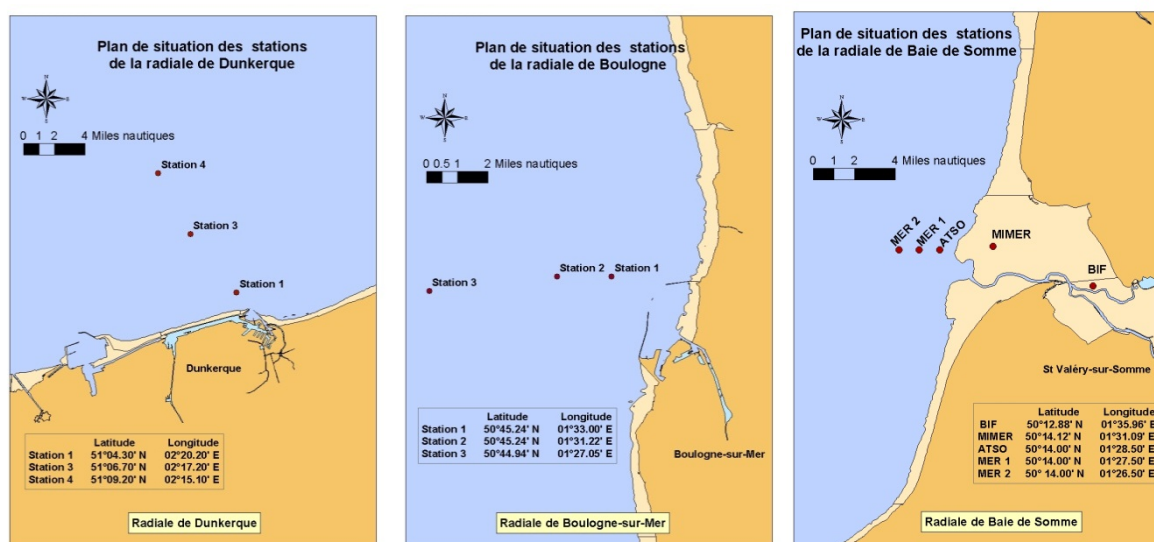 Plan de situation des stations
de la radiale de Dunkerque
N
W E
S
0 1 2 4 Miles nautiques
Station 4
Station 3
Station 1
Dunkerque
Latitude Longitude
Station 1 51°04.30' N 02°20.20' E
Station 3 51°06.70' N 02°17.20' E
Station 4 51°09.20' N 02°15.10' E
Radiale de Dunkerque
Plan de situation des stations
de la radiale de Boulogne
N
W E
S
0 0.5 1 2 Miles nautiques
Station 2 Station 1
Station 3
Latitude Longitude
Station 1 50°45.24' N 01°33.00' E
Station 2 50°45.24' N 01°31.22' E
Station 3 50°44.94' N 01°27.05' E
Boulogne-sur-Mer
Radiale de Boulogne-sur-Mer
Plan de situation des stations
de la radiale de Baie de Somme
N
W E
S
0 1 2 4 Miles nautiques
MER 2 MER 1 ATSO
MIMER
BIF
St Valéry-sur-Somme
Latitude Longitude
BIF 50°12.88' N 01°35.96' E
MIMER 50°14.12' N 01°31.09' E
ATSO 50°14.00' N 01°28.50' E
MER 1 50°14.00' N 01°27.50' E
MER 2 50° 14.00' N 01°26.50' E
Radiale de Baie de Somme